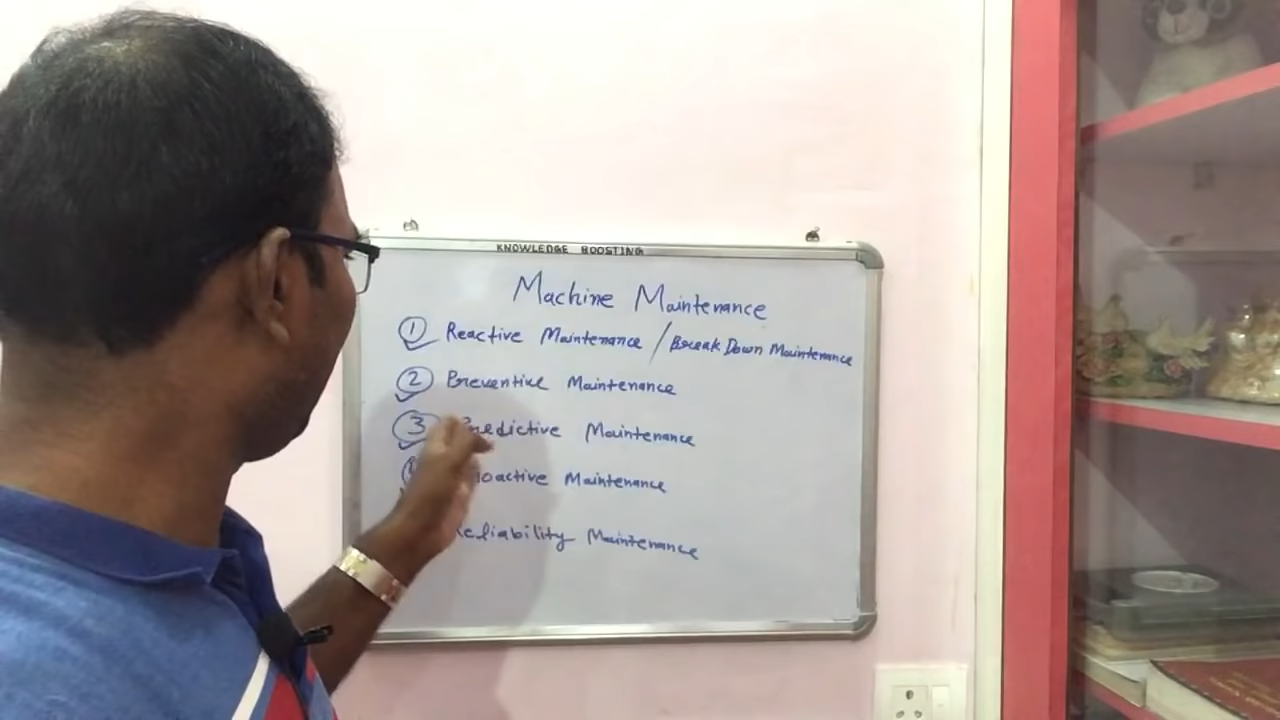 KNOWLEDGE BOOSTING
Machine Maintenance
1 Reactive Maintenance / Break Down Maintenance
2 Preventive Maintenance
3 Predictive Maintenance
Proactive Maintenance
Reliability Maintenance